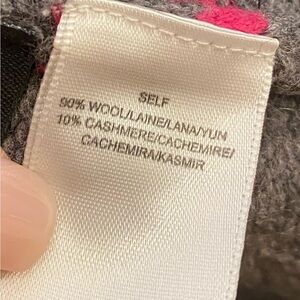 SELF
90% WOOL/LAINE/LANA/YUN
10% CASHMERE/CACHEMIRE/
CACHEMIRA/KASMIR